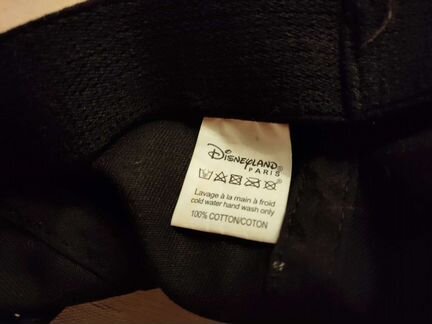 Disneyland
PARIS
Lavage à la main à froid
cold water hand wash only
100% COTTON/COTON